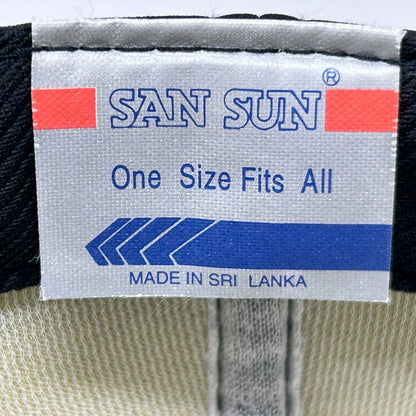 SAN SUN®
One Size Fits All
MADE IN SRI LANKA